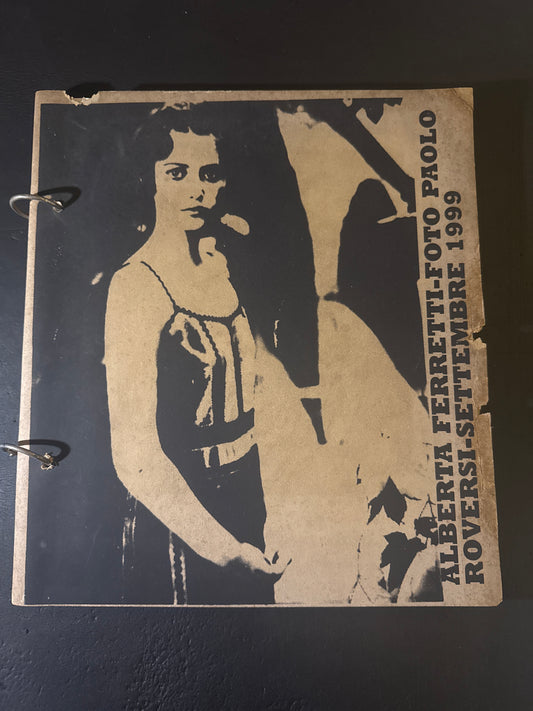 ALBERTA FERRETTI-FOTO PAOLO
ROVERSI-SETTEMBRE 1999